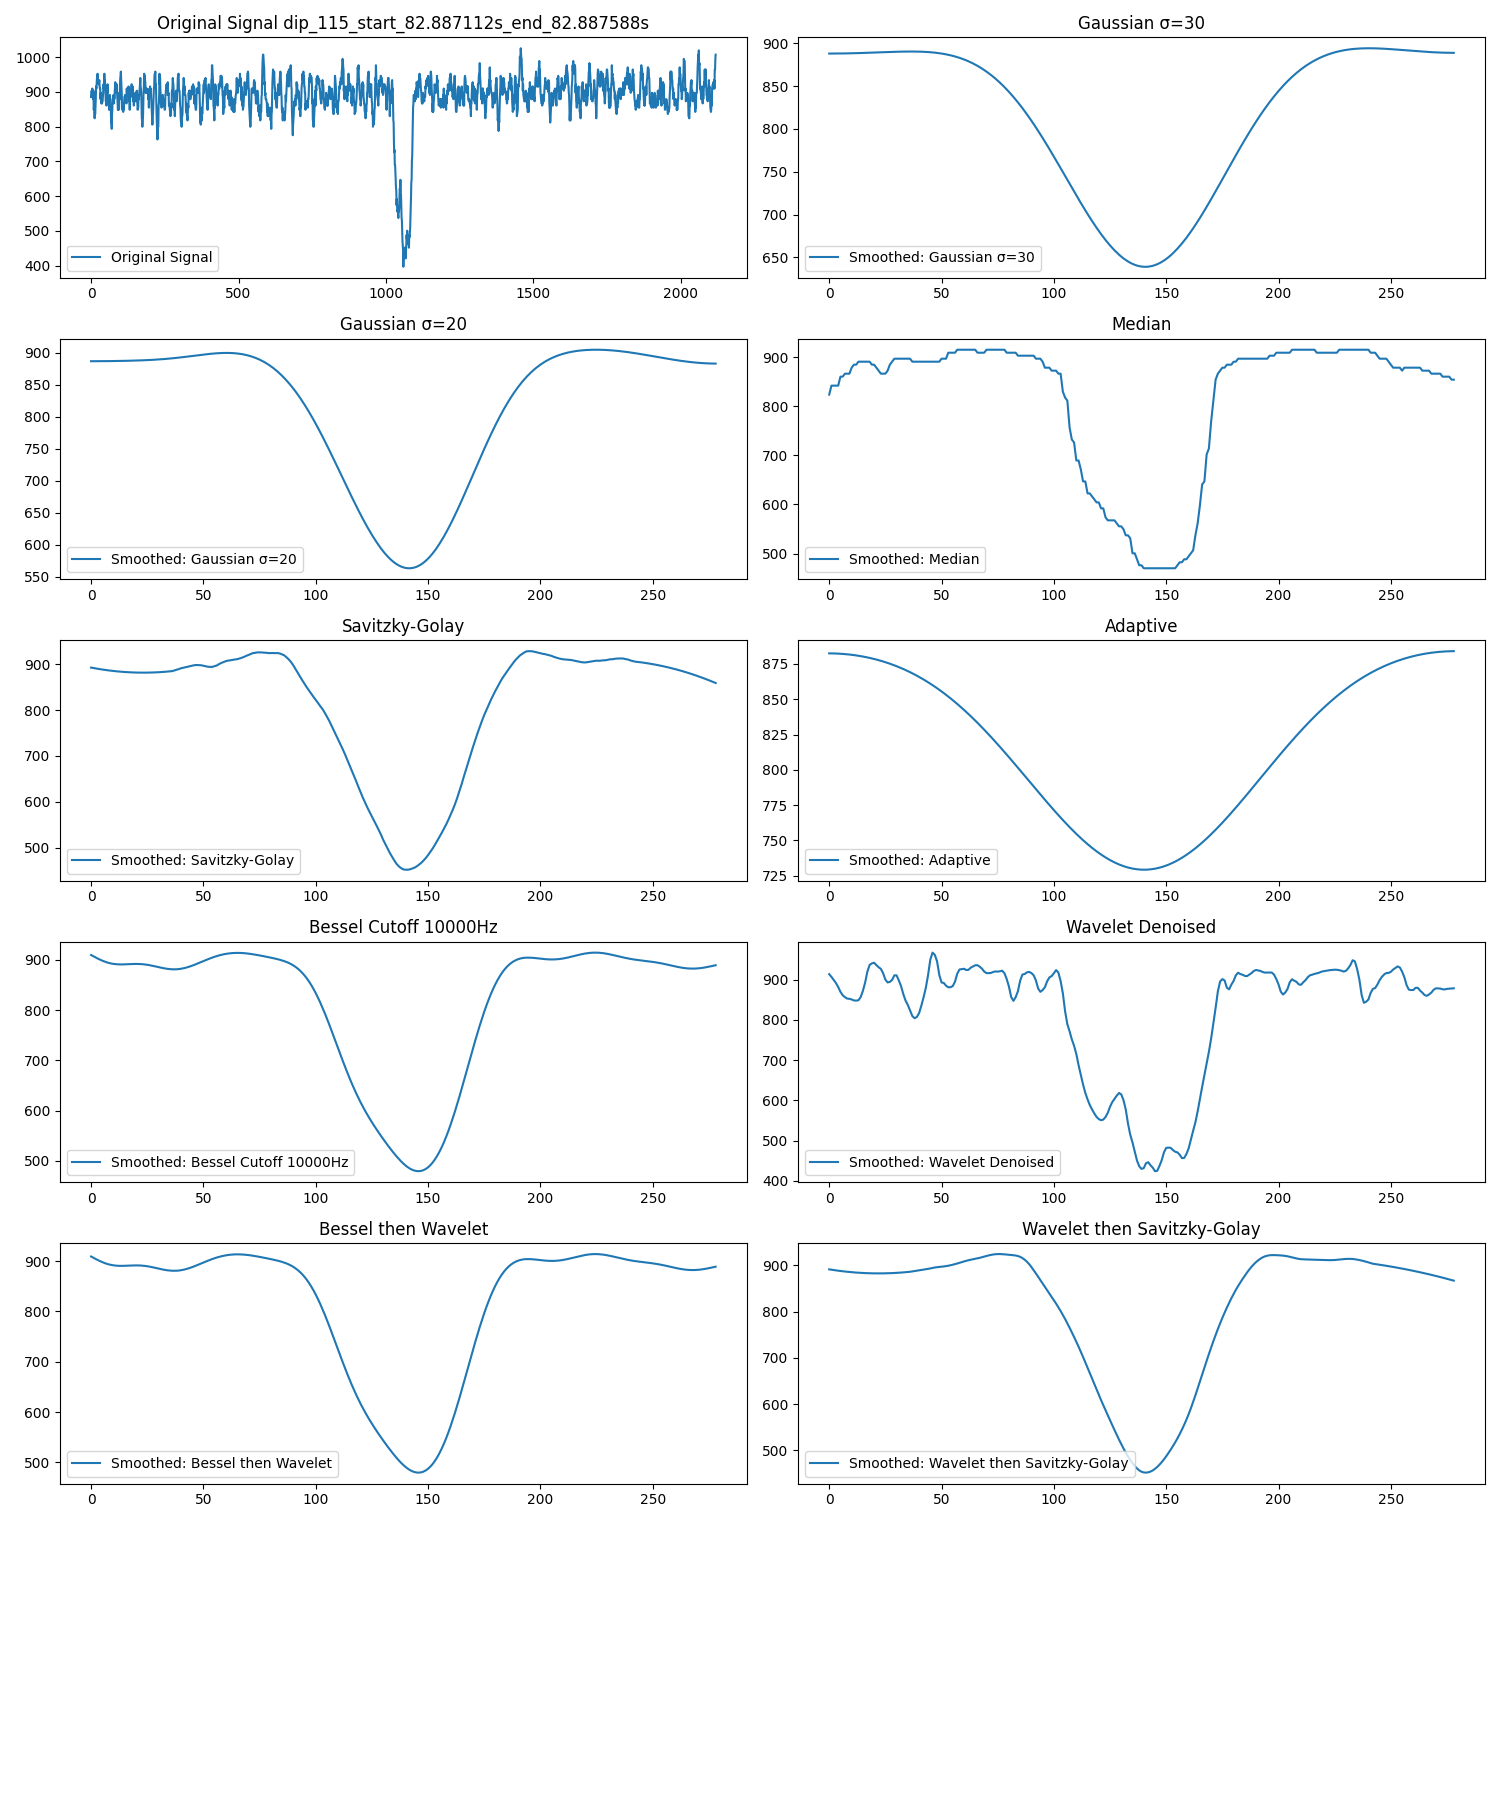 Original Signal dip_115_start_82.887112s_end_82.887588s
1000
900
800
700
600
500
400
Original Signal
0 500 1000 1500 2000
Gaussian σ=30
900
850
800
750
700
650
Smoothed: Gaussian σ=30
0 50 100 150 200 250
Gaussian σ=20
900
850
800
750
700
650
600
550
Smoothed: Gaussian σ=20
0 50 100 150 200 250
Median
900
800
700
600
500
Smoothed: Median
0 50 100 150 200 250
Savitzky-Golay
900
800
700
600
500
Smoothed: Savitzky-Golay
0 50 100 150 200 250
Adaptive
875
850
825
800
775
750
725
Smoothed: Adaptive
0 50 100 150 200 250
Bessel Cutoff 10000Hz
900
800
700
600
500
Smoothed: Bessel Cutoff 10000Hz
0 50 100 150 200 250
Wavelet Denoised
900
800
700
600
500
400
Smoothed: Wavelet Denoised
0 50 100 150 200 250
Bessel then Wavelet
900
800
700
600
500
Smoothed: Bessel then Wavelet
0 50 100 150 200 250
Wavelet then Savitzky-Golay
900
800
700
600
500
Smoothed: Wavelet then Savitzky-Golay
0 50 100 150 200 250